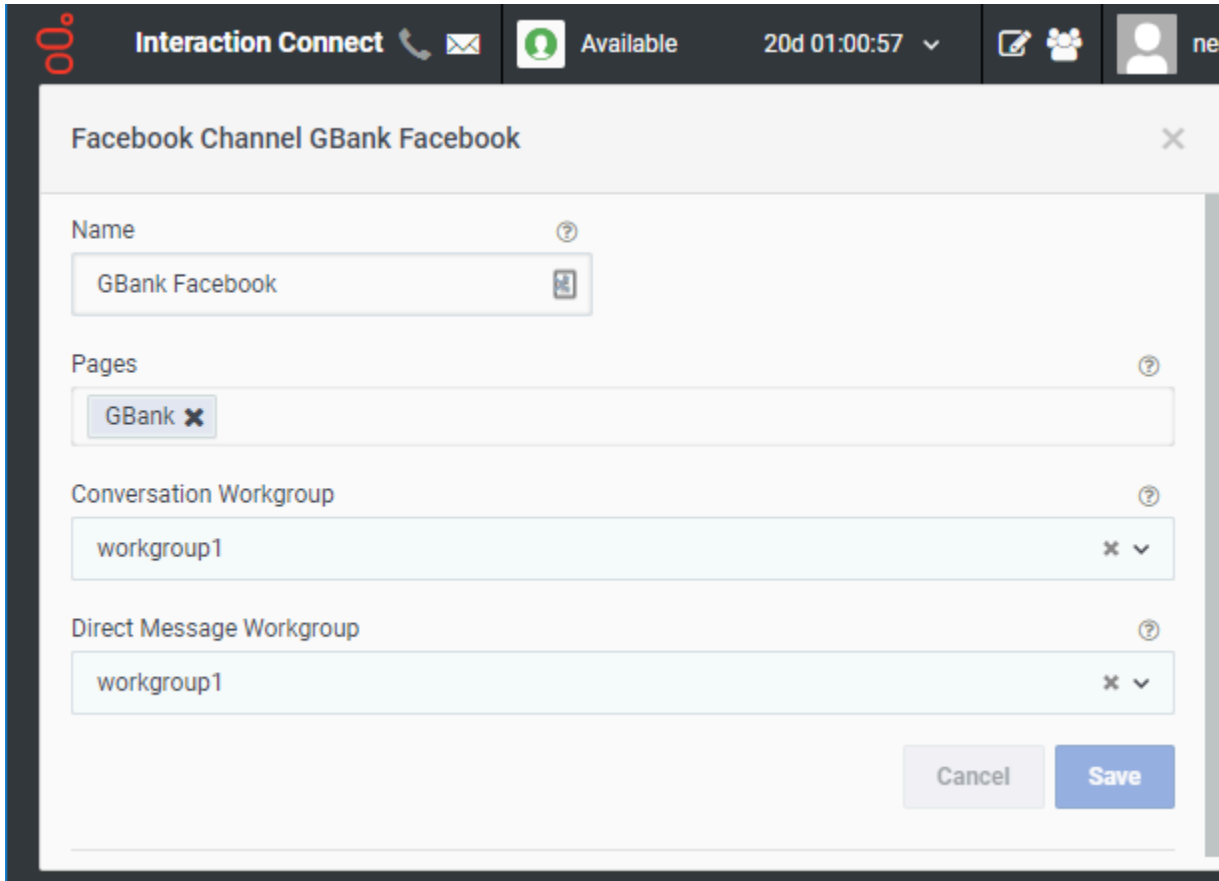 Interaction Connect Available 20d 01:00:57 ne
Facebook Channel GBank Facebook
Name
GBank Facebook
Pages
GBank
Conversation Workgroup
workgroup1
Direct Message Workgroup
workgroup1
Cancel Save